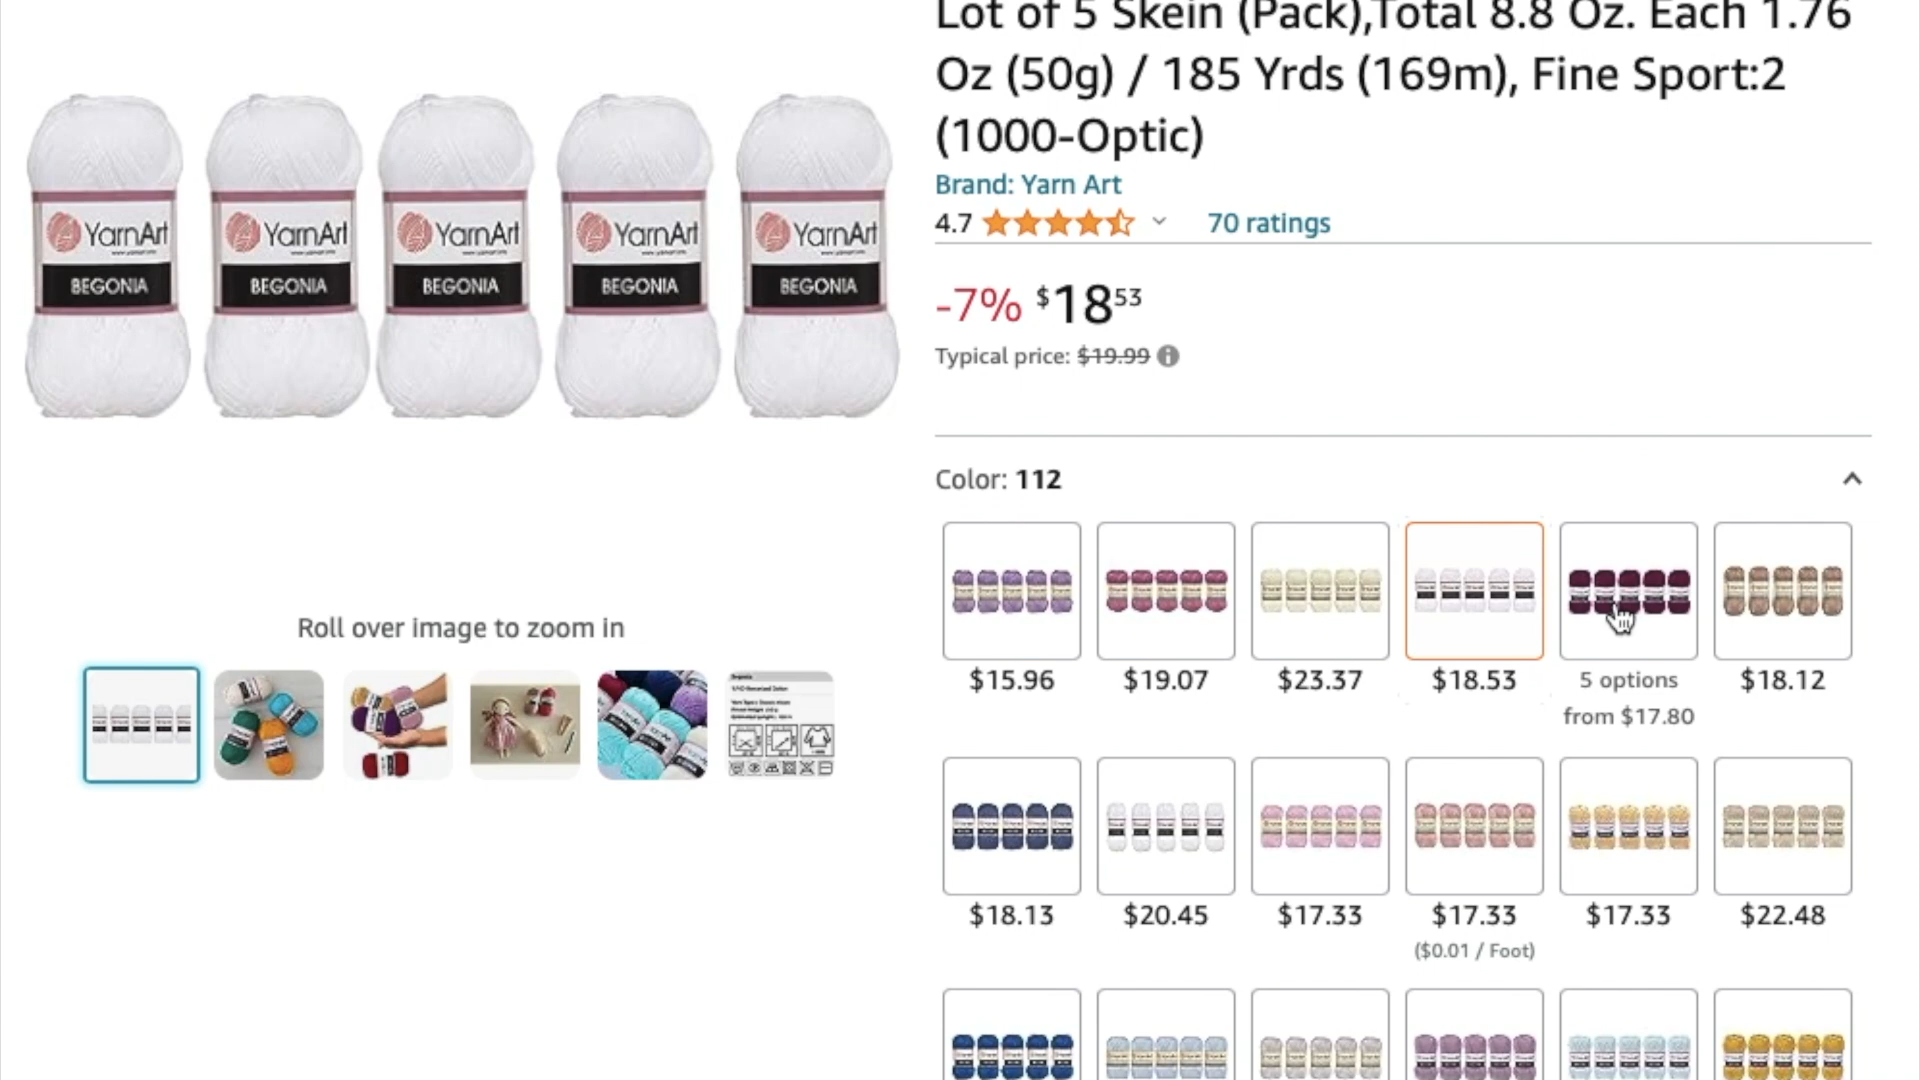 Lot of 5 Skein (Pack),Total 8.8 Oz. Each 1.76
Oz (50g) / 185 Yrds (169m), Fine Sport:2
(1000-Optic)
Brand: Yarn Art
4.7
70 ratings
-7% $18 53
Typical price: $19.99
YarnArt YarnArt YarnArt YarnArt YarnArt
BEGONIA BEGONIA BEGONIA BEGONIA BEGONIA
Color: 112
$15.96 $19.07 $23.37 $18.53 5 options $18.12
from $17.80
Roll over image to zoom in
$18.13 $20.45 $17.33 $17.33 $17.33 $22.48
($0.01 / Foot)